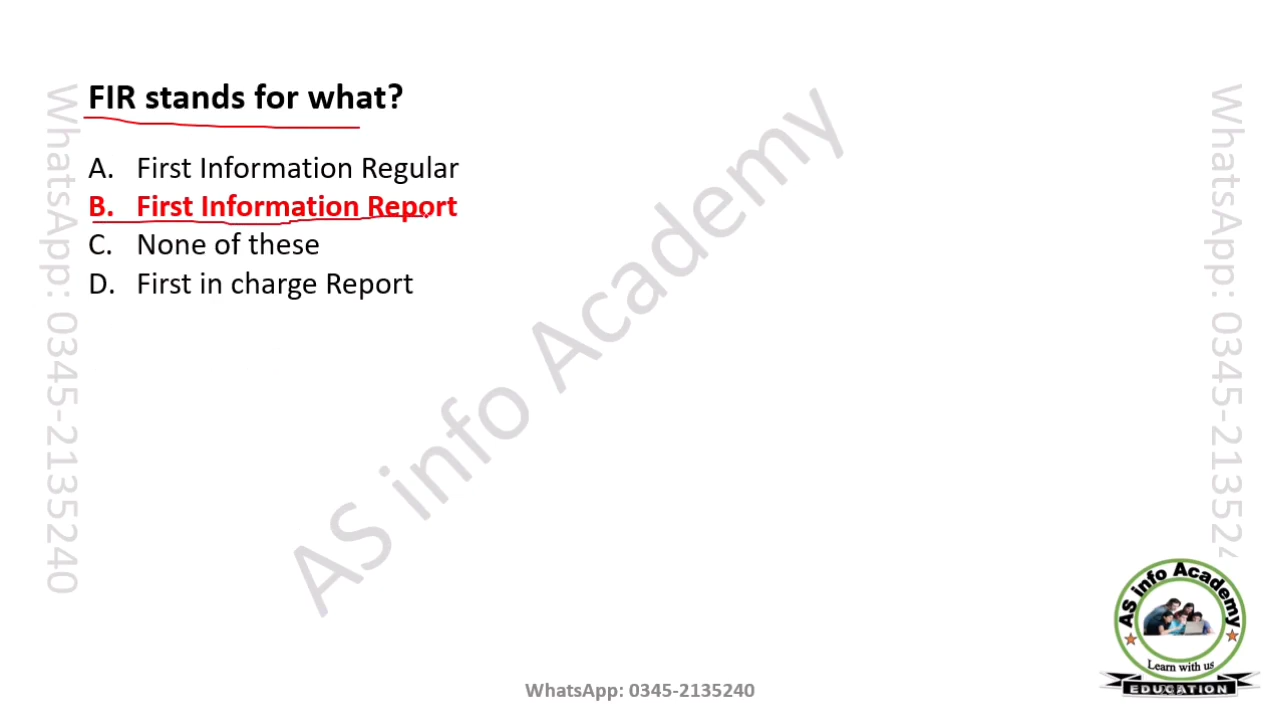 FIR stands for what?
A. First Information Regular
B. First Information Report
C. None of these
D. First in charge Report
WhatsApp: 0345-2135240
AS info Academy
WhatsApp: 0345-21352
AS info Academy
Learn with us
EDUCATION
WhatsApp: 0345-2135240